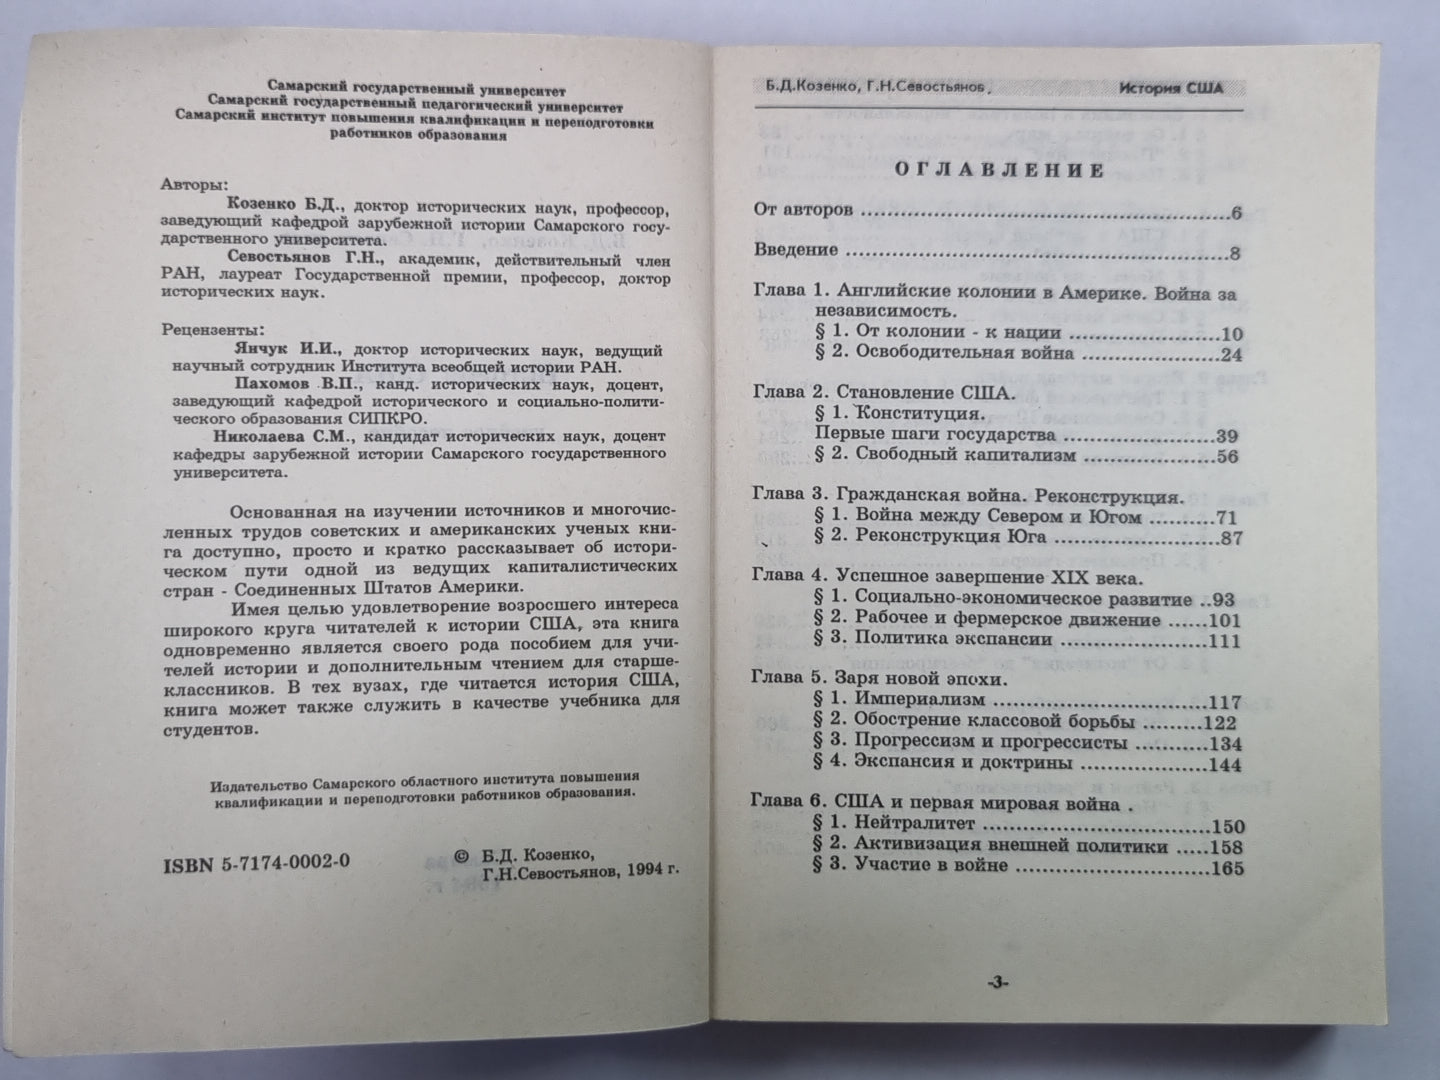 Самарский государственный университет
Самарский государственный педагогический университет
Самарский институт повышения квалификации и переподготовки
работников образования
Авторы:
Козенко Б.Д., доктор исторических наук, профессор,
заведующий кафедрой зарубежной истории Самарского госу-
дарственного университета.
Севостьянов Г.Н., академик, действительный член
РАН, лауреат Государственной премии, профессор, доктор
исторических наук.
Рецензенты:
Янчук И.И., доктор исторических наук, ведущий
научный сотрудник Института всеобщей истории РАН.
Пахомов В.П., канд. исторических наук, доцент,
заведующий кафедрой исторического и социально-полити-
ческого образования СИПКРО.
Николаева С.М., кандидат исторических наук, доцент
кафедры зарубежной истории Самарского государственного
университета.
Основанная на изучении источников и многочис-
ленных трудов советских и американских ученых кни-
га доступно, просто и кратко рассказывает об истори-
ческом пути одной из ведущих капиталистических
стран - Соединенных Штатов Америки.
Имея целью удовлетворение возросшего интереса
широкого круга читателей к истории США, эта книга
одновременно является своего рода пособием для учи-
телей истории и дополнительным чтением для старше-
классников. В тех вузах, где читается история США,
книга может также служить в качестве учебника для
студентов.
Издательство Самарского областного института повышения
квалификации и переподготовки работников образования.
ISBN 5-7174-0002-0
© Б.Д. Козенко,
Г.Н.Севостьянов, 1994 г.
Б.Д.Козенко, Г.Н.Севостьянов, История США
ОГЛАВЛЕНИЕ
От авторов ................................................6
Введение ..................................................8
Глава 1. Английские колонии в Америке. Война за
независимость.
§ 1. От колонии - к нации ....................10
§ 2. Освободительная война ..................24
Глава 2. Становление США.
§ 1. Конституция.
Первые шаги государства ....................39
§ 2. Свободный капитализм ..................56
Глава 3. Гражданская война. Реконструкция.
§ 1. Война между Севером и Югом .........71
§ 2. Реконструкция Юга ......................87
Глава 4. Успешное завершение XIX века.
§ 1. Социально-экономическое развитие ..93
§ 2. Рабочее и фермерское движение ......101
§ 3. Политика экспансии ....................111
Глава 5. Заря новой эпохи.
§ 1. Империализм ..............................117
§ 2. Обострение классовой борьбы .........122
§ 3. Прогрессизм и прогрессисты ...........134
§ 4. Экспансия и доктрины ..................144
Глава 6. США и первая мировая война .
§ 1. Нейтралитет ...............................150
§ 2. Активизация внешней политики .....158
§ 3. Участие в войне ..........................165
-3-